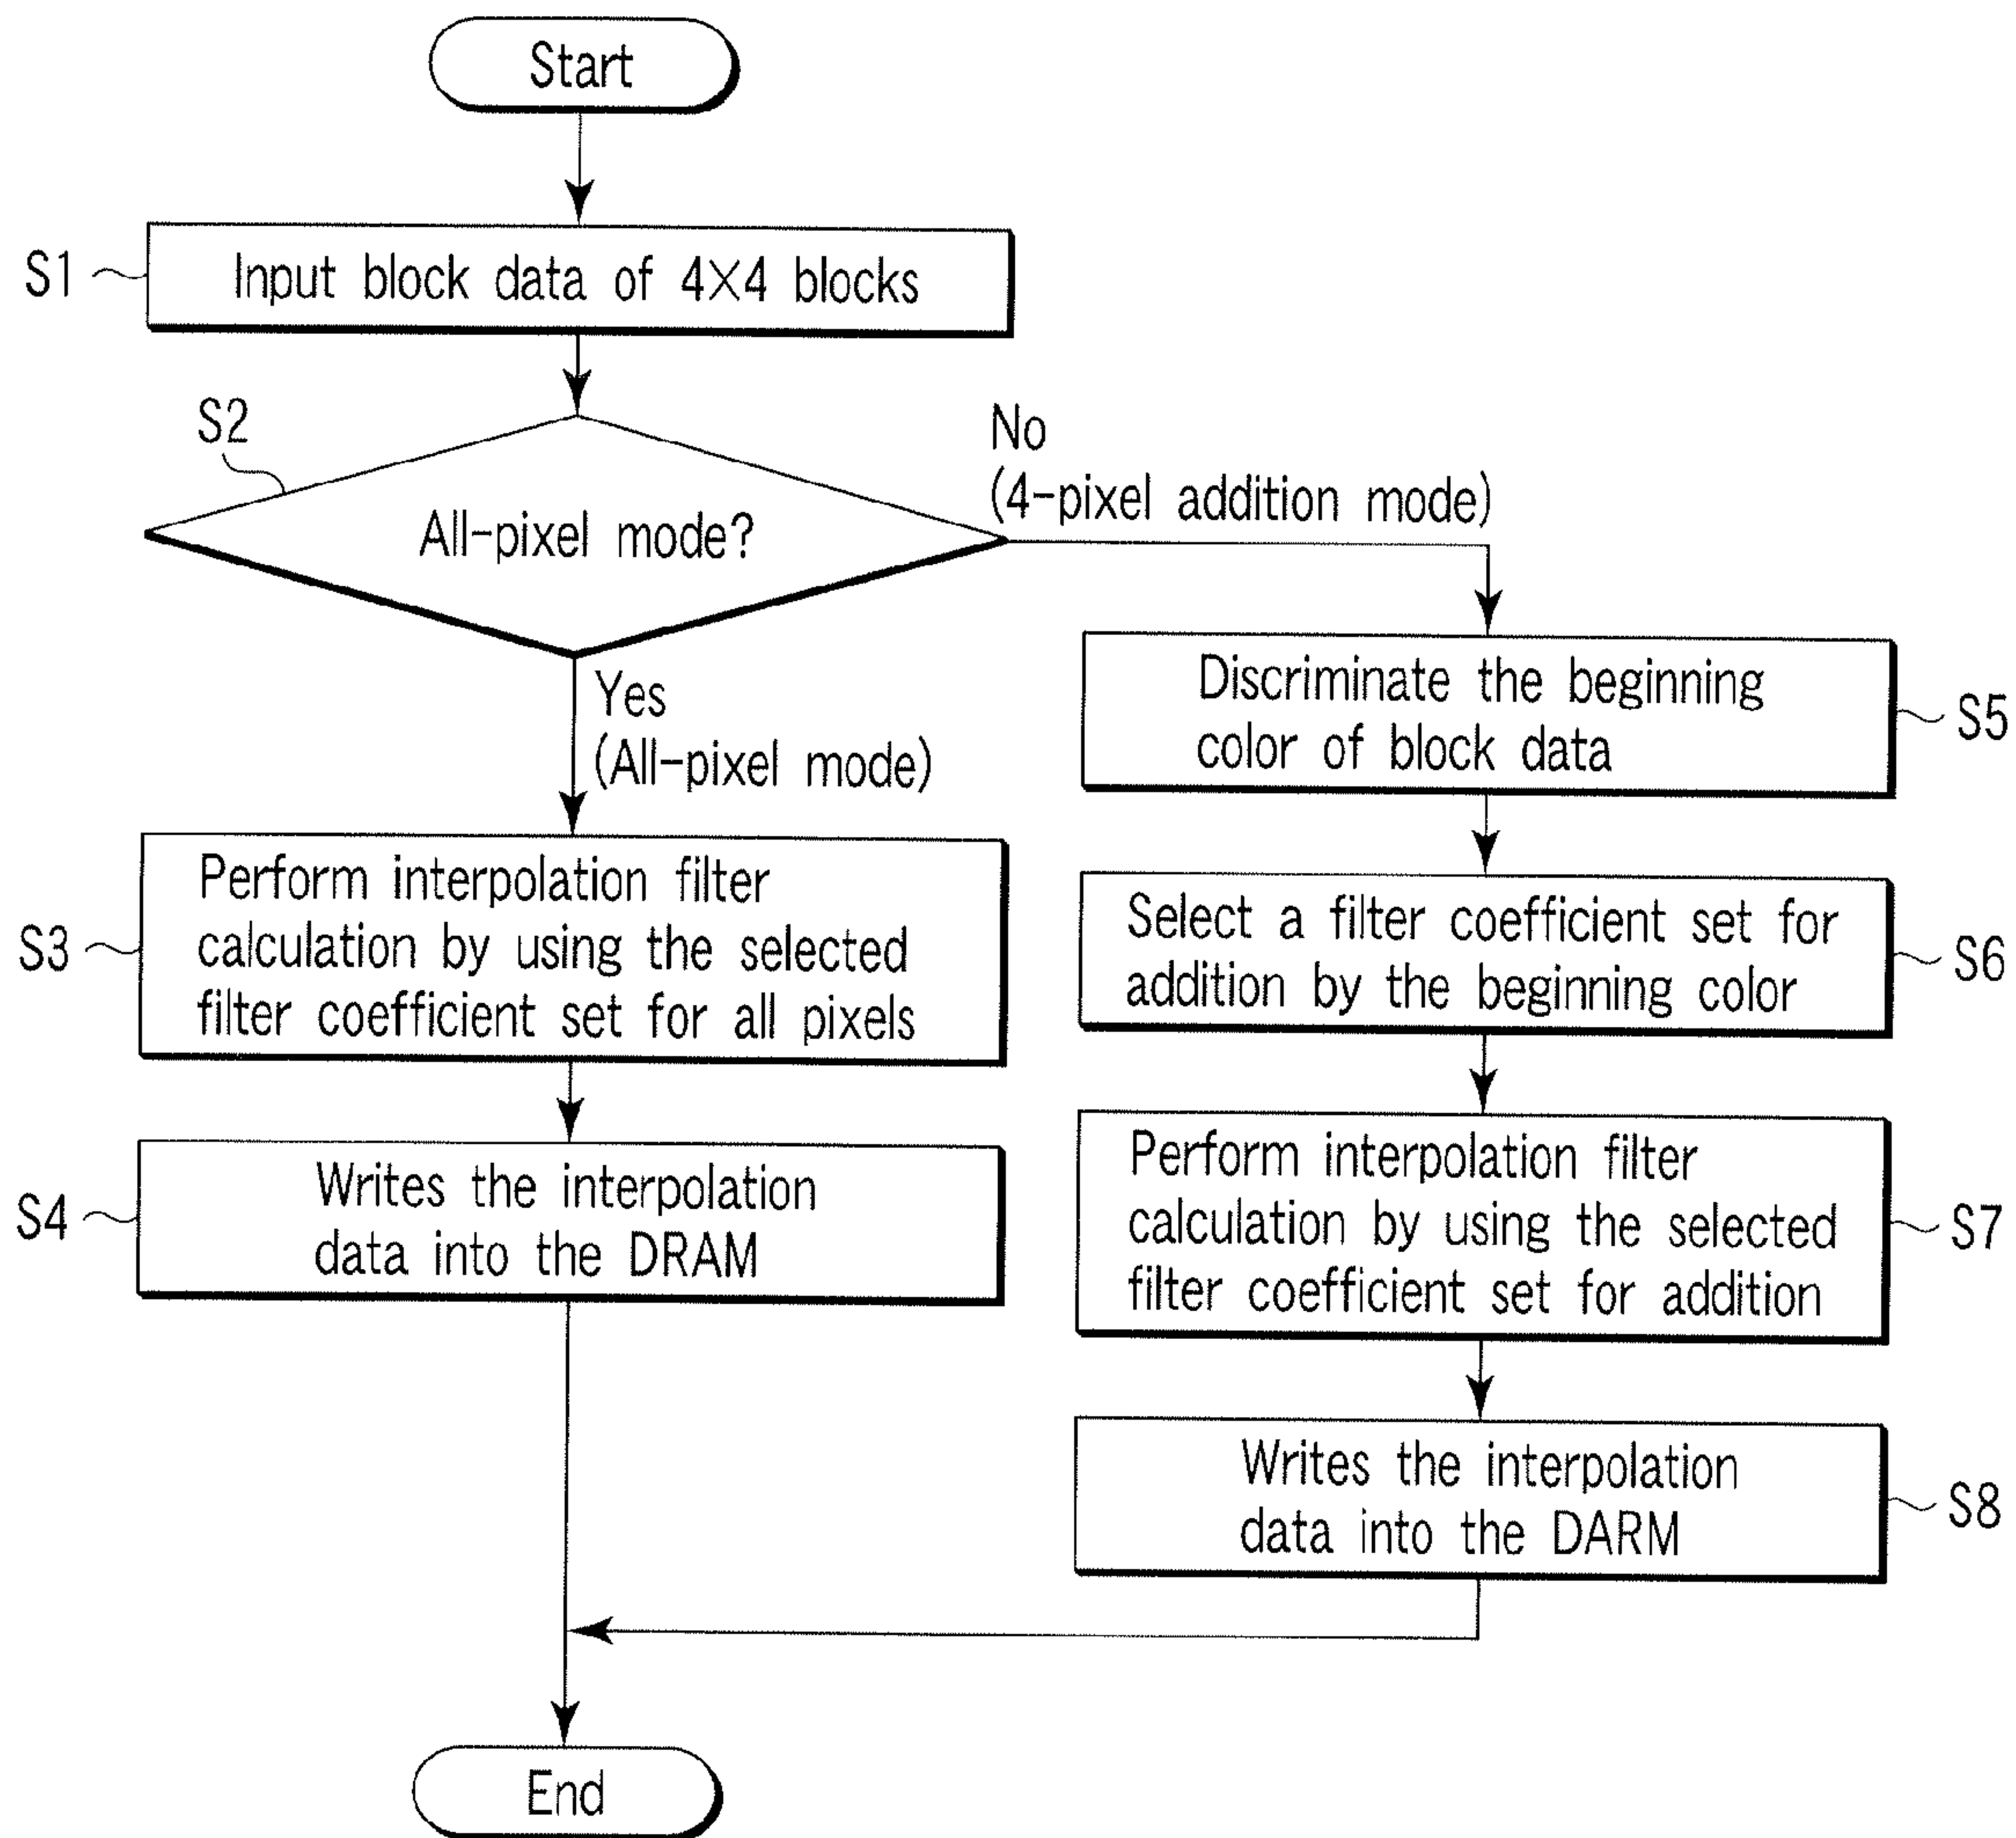 Start
S1
Input block data of 4×4 blocks
S2
All-pixel mode?
No
(4-pixel addition mode)
Yes
(All-pixel mode)
S3
Perform interpolation filter
calculation by using the selected
filter coefficient set for all pixels
S4
Writes the interpolation
data into the DRAM
Discriminate the beginning
color of block data
S5
Select a filter coefficient set for
addition by the beginning color
S6
Perform interpolation filter
calculation by using the selected
filter coefficient set for addition
S7
Writes the interpolation
data into the DARM
S8
End